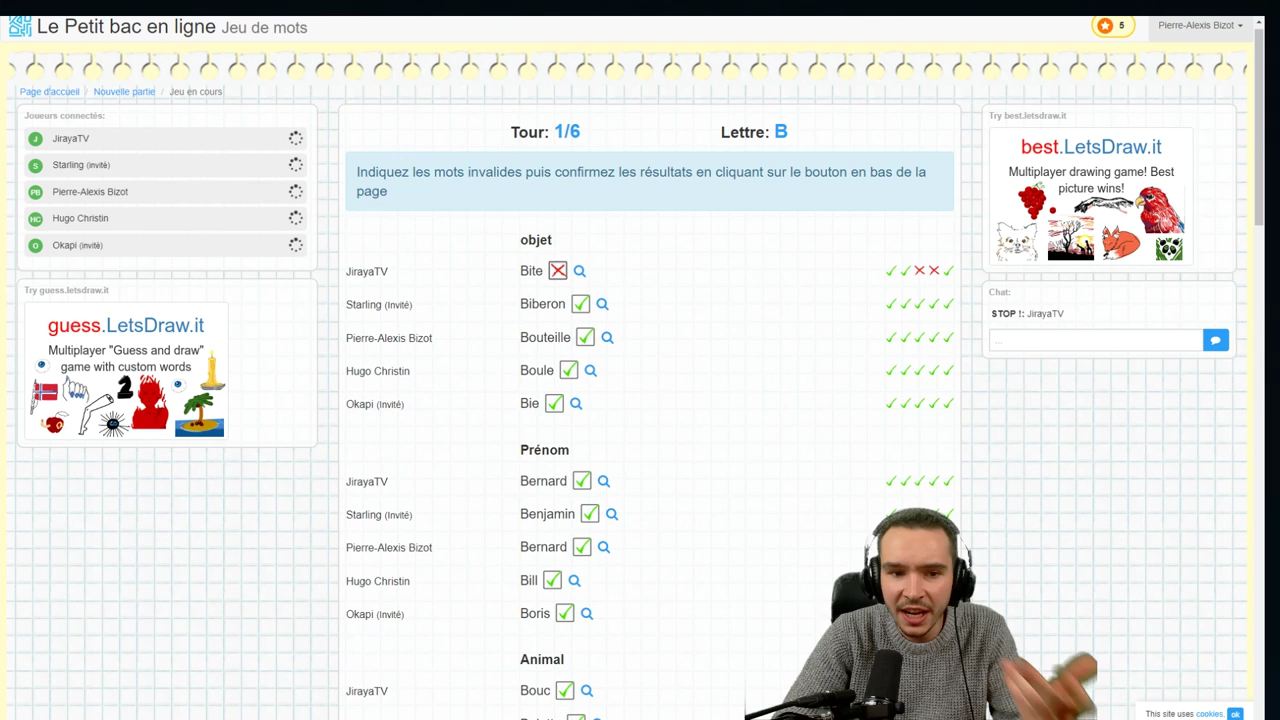 Le Petit bac en ligne Jeu de mots
5
Pierre-Alexis Bizot
Page d'accueil
Nouvelle partie
Jeu en cours
Joueurs connectés:
J JirayaTV
S Starling (invité)
PB Pierre-Alexis Bizot
HC Hugo Christin
O Okapi (invité)
Try guess.letsdraw.it
guess.LetsDraw.it
Multiplayer "Guess and draw"
game with custom words
Tour: 1/6
Lettre: B
Indiquez les mots invalides puis confirmez les résultats en cliquant sur le bouton en bas de la
page
objet
JirayaTV Bite
Starling (Invité) Biberon
Pierre-Alexis Bizot Bouteille
Hugo Christin Boule
Okapi (Invité) Bie
Prénom
JirayaTV Bernard
Starling (Invité) Benjamin
Pierre-Alexis Bizot Bernard
Hugo Christin Bill
Okapi (Invité) Boris
Animal
JirayaTV Bouc
Try best.letsdraw.it
best.LetsDraw.it
Multiplayer drawing game! Best
picture wins!
Chat:
STOP !: JirayaTV
...
This site uses cookies. ok